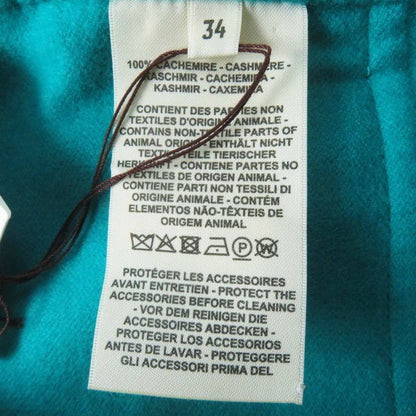 34
100% CACHEMIRE - CASHMERE -
KASCHMIR - CACHEMIRA -
KASHMIR - CAXEMIRA
CONTIENT DES PARTIES NON
TEXTILES D'ORIGINE ANIMALE -
CONTAINS NON-TEXTILE PARTS OF
ANIMAL ORIGIN ENTHÄLT NICHT
TEXTILE TEILE TIERISCHER
HERKUNFT - CONTIENE PARTES NO
TEXTILES DE ORIGEN ANIMAL -
CONTIENE PARTI NON TESSILI DI
ORIGINE ANIMALE - CONTÉM
ELEMENTOS NÃO-TÊXTEIS DE
ORIGEM ANIMAL
P
PROTÉGER LES ACCESSOIRES
AVANT ENTRETIEN - PROTECT THE
ACCESSORIES BEFORE CLEANING
- VOR DEM REINIGEN DIE
ACCESSOIRES ABDECKEN -
PROTEGER LOS ACCESORIOS
ANTES DE LAVAR - PROTEGGERE
GLI ACCESSORI PRIMA DEL